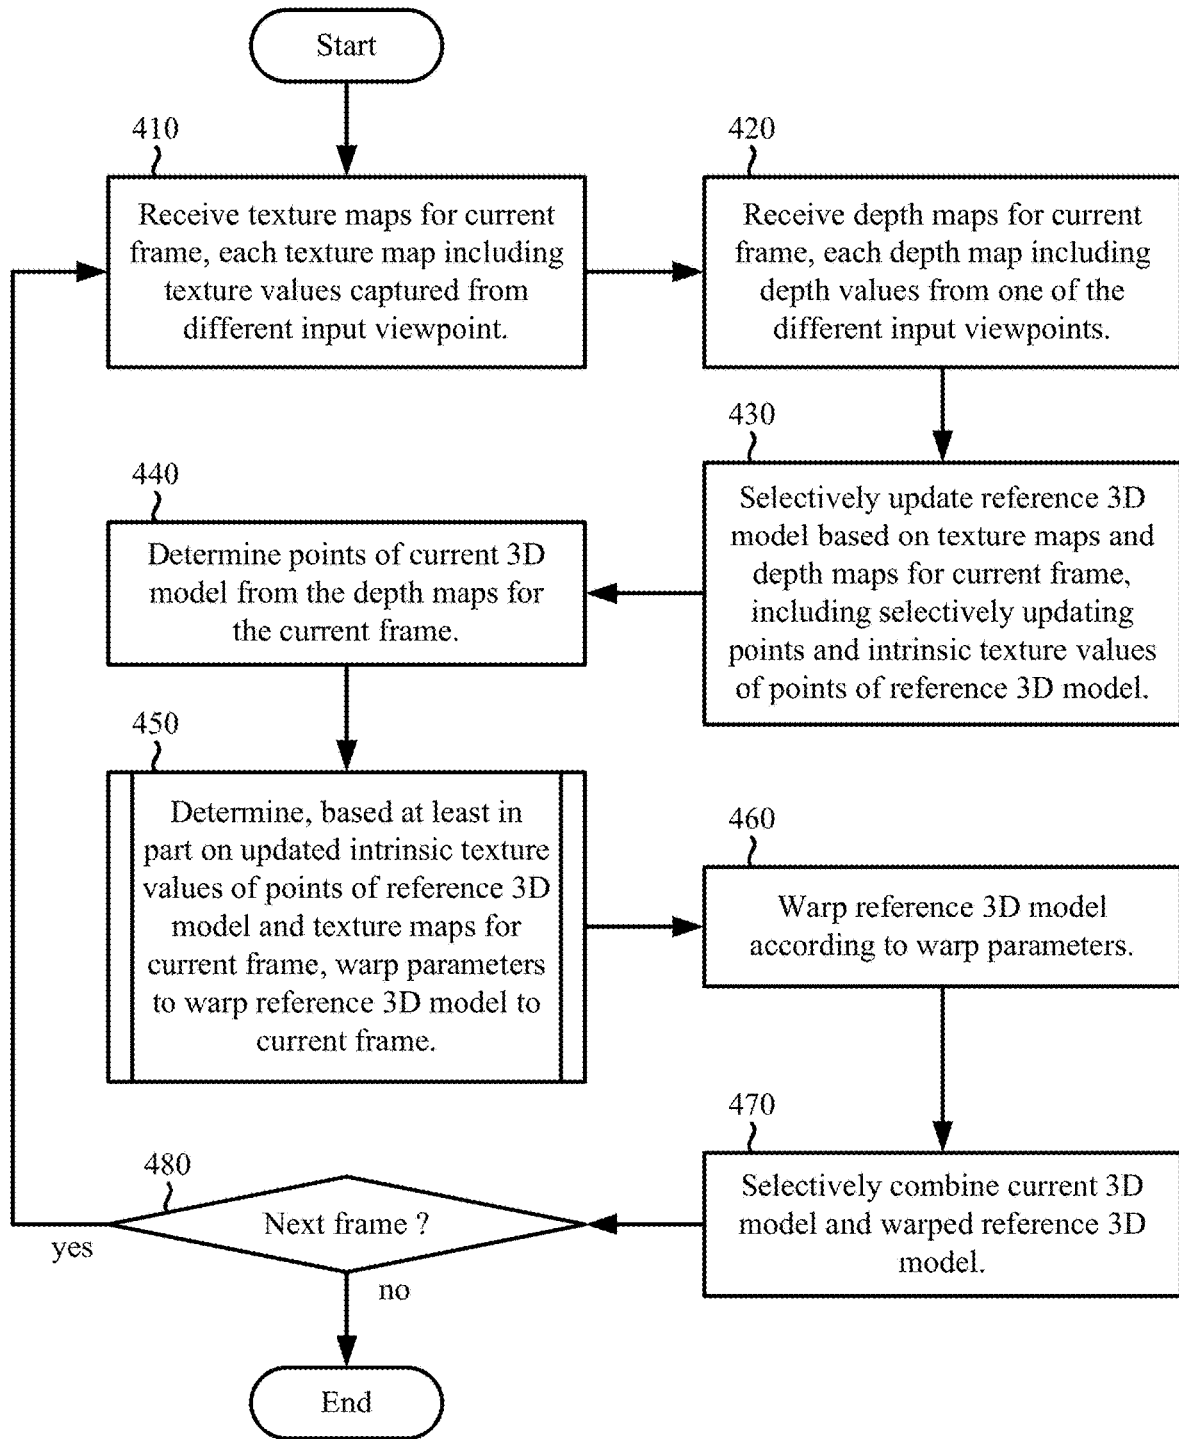 Start
410
Receive texture maps for current
frame, each texture map including
texture values captured from
different input viewpoint.
420
Receive depth maps for current
frame, each depth map including
depth values from one of the
different input viewpoints.
430
Selectively update reference 3D
model based on texture maps and
depth maps for current frame,
including selectively updating
points and intrinsic texture values
of points of reference 3D model.
440
Determine points of current 3D
model from the depth maps for
the current frame.
450
Determine, based at least in
part on updated intrinsic texture
values of points of reference 3D
model and texture maps for
current frame, warp parameters
to warp reference 3D model to
current frame.
460
Warp reference 3D model
according to warp parameters.
470
Selectively combine current 3D
model and warped reference 3D
model.
480
Next frame ?
yes
no
End